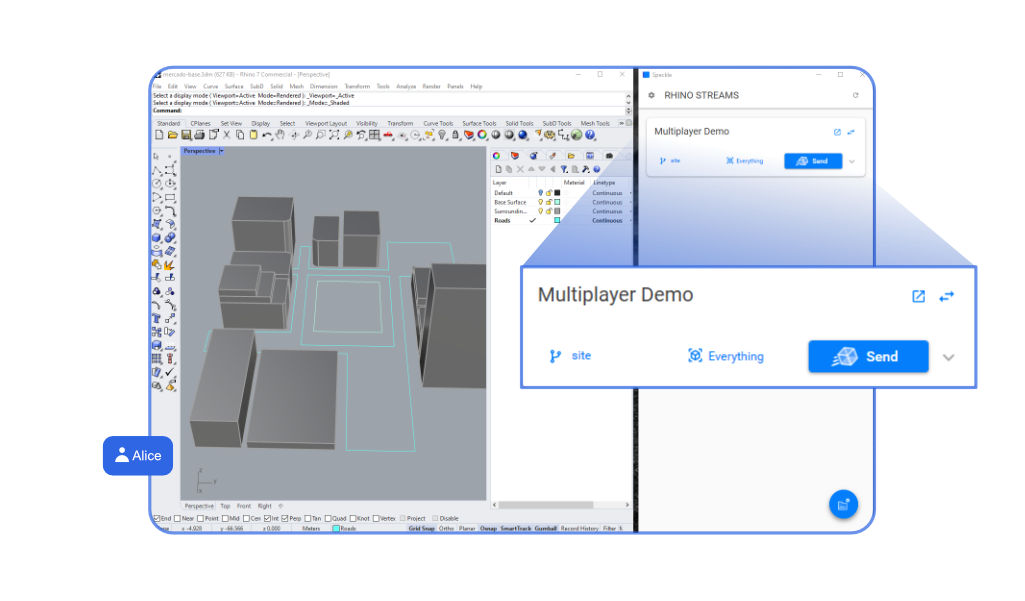 mercado-base.3dm (627 KB) - Rhino 7 Commercial - [Perspective]
File Edit View Curve Surface SubD Solid Mesh Dimension Transform Tools Analyze Render Panels Help
Select a display mode ( Viewport=Active Mode=Rendered ): _Viewport=_Active
Select a display mode ( Viewport=Active Mode=Rendered ): _Mode=_Shaded
Command:
Standard CPlanes Set View Display Select Viewport Layout Visibility Transform Curve Tools Surface Tools Solid Tools SubD Tools Mesh Tools
Perspective
Layer Material Linetype
Default Continuous
Base Surface Continuous
Surroundin... Continuous
Roads Continuous
z
y
x
Perspective Top Front Right
End Near Point Mid Cen Int Perp Tan Quad Knot Vertex Project Disable
x -4.928 y -66.566 z 0.000 Meters Roads Grid Snap Ortho Planar Osnap SmartTrack Gumball Record History Filter
Speckle
RHINO STREAMS
Multiplayer Demo
site Everything Send
Multiplayer Demo
site Everything Send
Alice